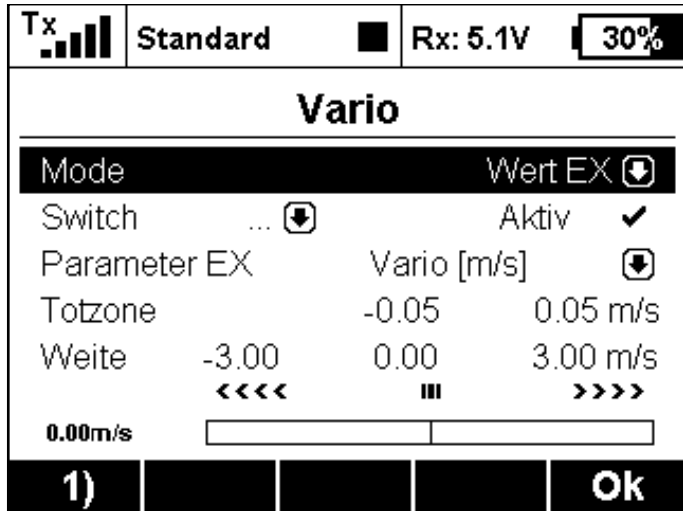 Tx Standard Rx: 5.1V 30%
Vario
Mode Wert EX
Switch ... Aktiv ✔
Parameter EX Vario [m/s]
Totzone -0.05 0.05 m/s
Weite -3.00 0.00 3.00 m/s
<<<< III >>>>
0.00m/s
1) Ok